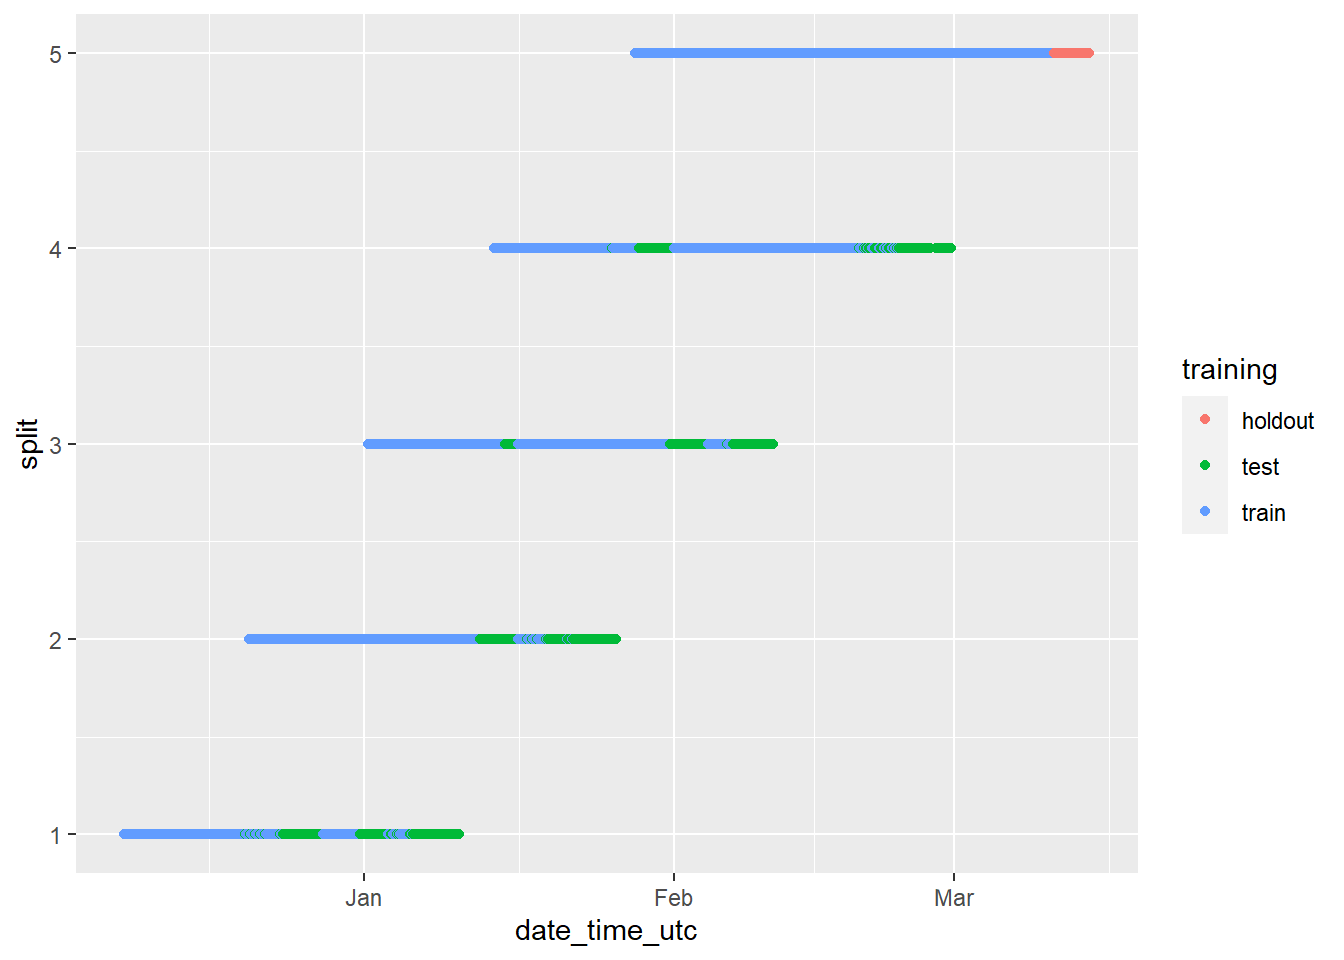 5
4
3
2
1
split
Jan Feb Mar
date_time_utc
training
holdout
test
train